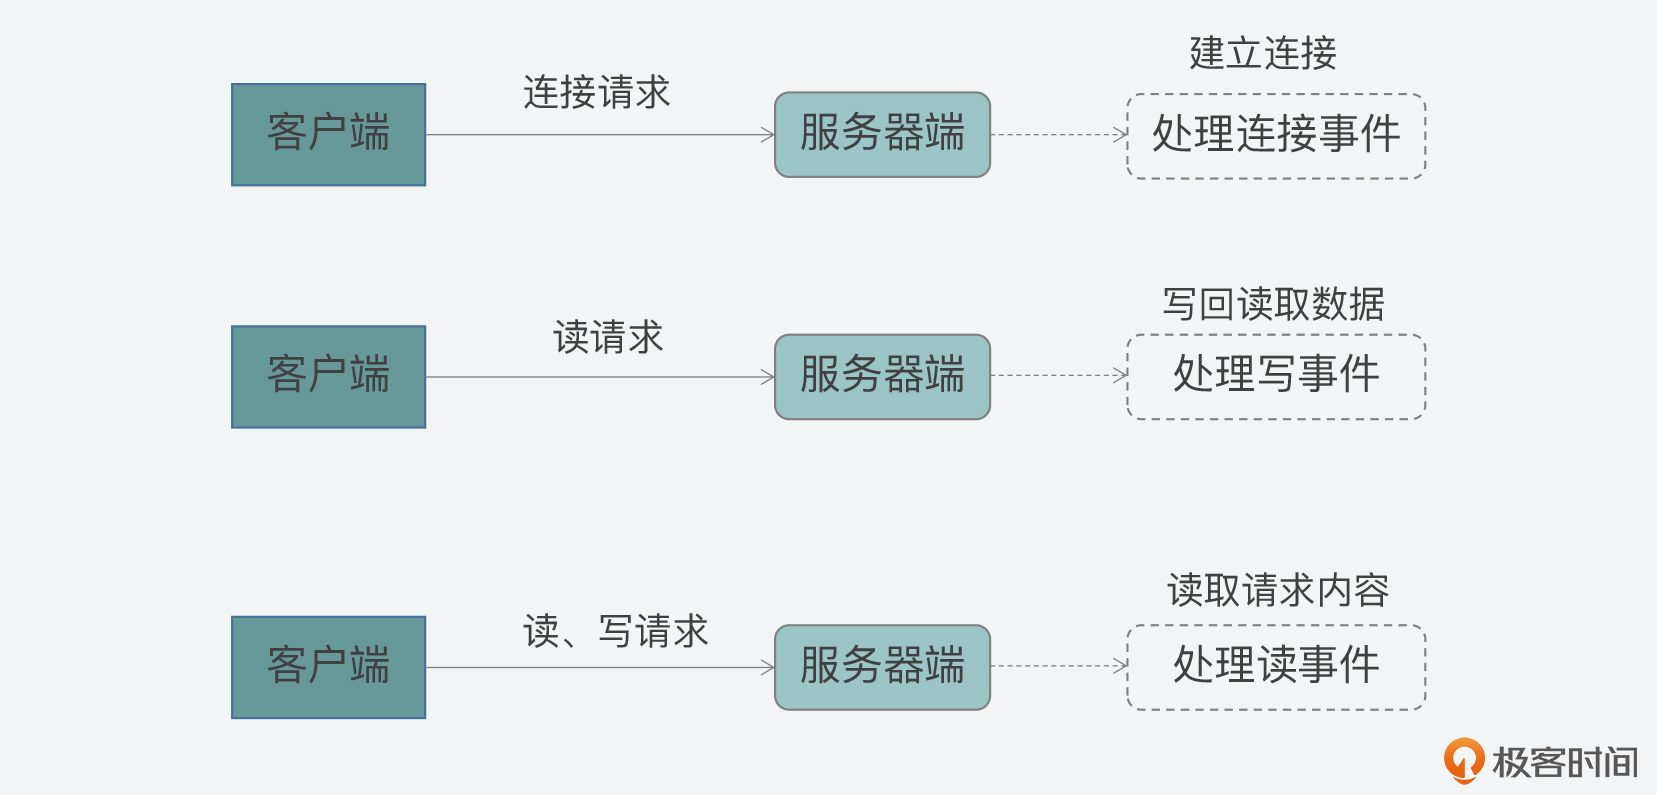 建立连接
连接请求
客户端
服务器端
处理连接事件
写回读取数据
读请求
客户端
服务器端
处理写事件
读取请求内容
读、写请求
客户端
服务器端
处理读事件
极客时间